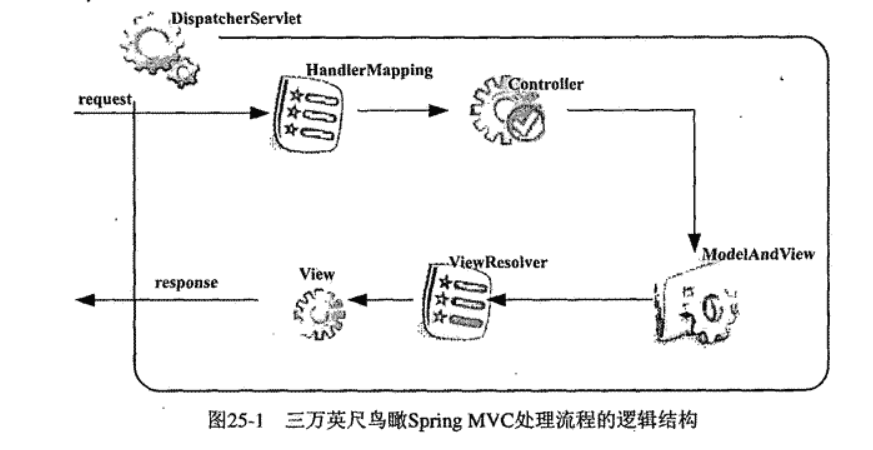 DispatcherServlet
HandlerMapping
Controller
request
ModelAndView
ViewResolver
View
response
图25-1 三万英尺鸟瞰Spring MVC处理流程的逻辑结构